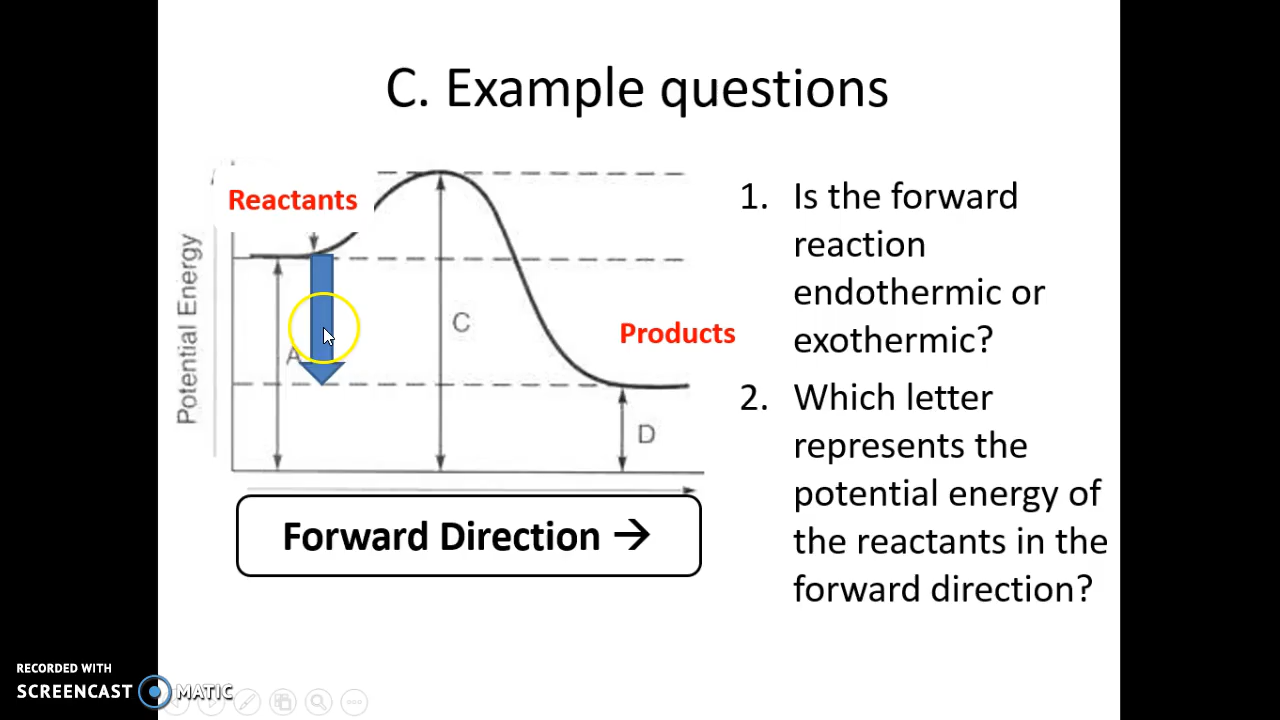 C. Example questions
Reactants
Potential Energy
A
C
Products
D
Forward Direction →
1. Is the forward
reaction
endothermic or
exothermic?
2. Which letter
represents the
potential energy of
the reactants in the
forward direction?
RECORDED WITH
SCREENCAST MATIC